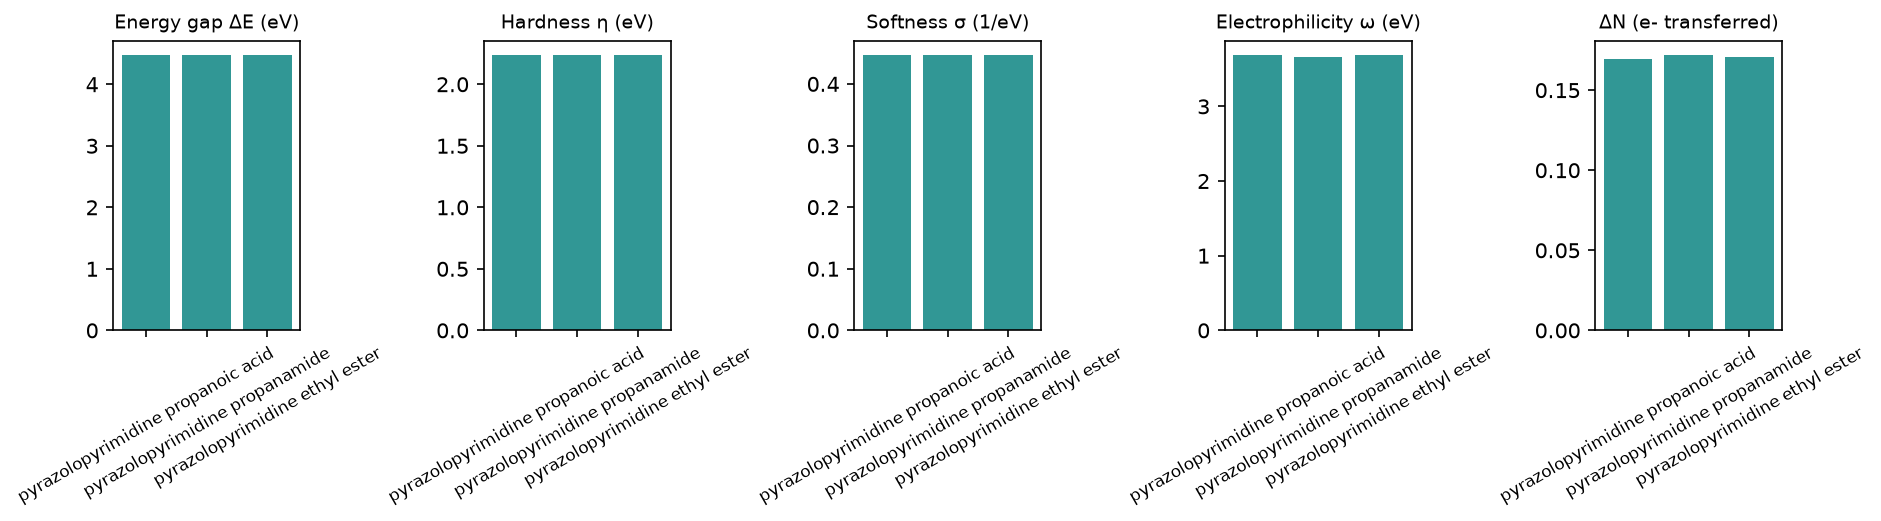 Energy gap ΔE (eV)
4
3
2
1
0
pyrazolopyrimidine propanoic acid
pyrazolopyrimidine propanamide
pyrazolopyrimidine ethyl ester
Hardness η (eV)
2.0
1.5
1.0
0.5
0.0
pyrazolopyrimidine propanoic acid
pyrazolopyrimidine propanamide
pyrazolopyrimidine ethyl ester
Softness σ (1/eV)
0.4
0.3
0.2
0.1
0.0
pyrazolopyrimidine propanoic acid
pyrazolopyrimidine propanamide
pyrazolopyrimidine ethyl ester
Electrophilicity ω (eV)
3
2
1
0
pyrazolopyrimidine propanoic acid
pyrazolopyrimidine propanamide
pyrazolopyrimidine ethyl ester
ΔN (e- transferred)
0.15
0.10
0.05
0.00
pyrazolopyrimidine propanoic acid
pyrazolopyrimidine propanamide
pyrazolopyrimidine ethyl ester